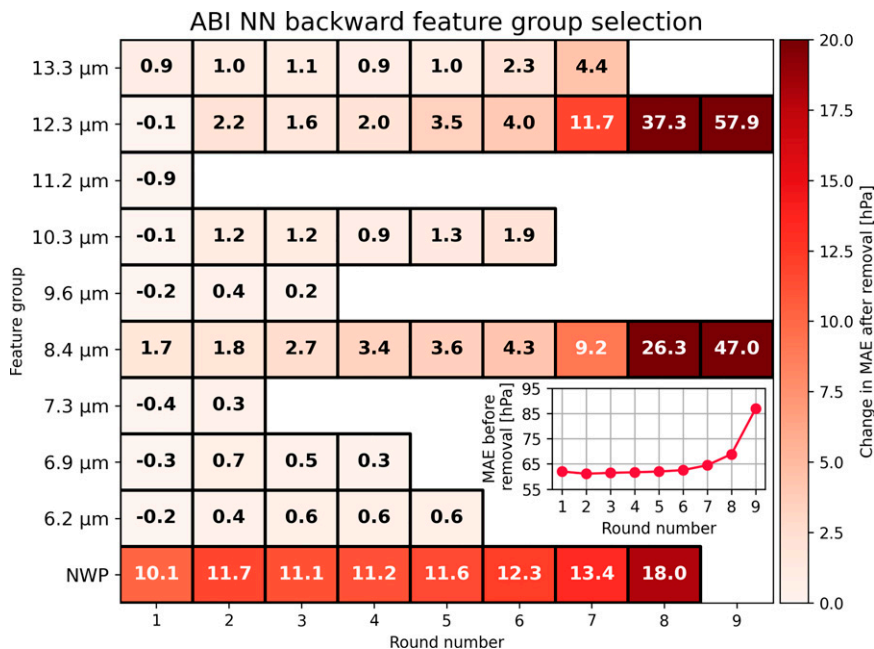 ABI NN backward feature group selection
13.3 µm 0.9 1.0 1.1 0.9 1.0 2.3 4.4
12.3 µm -0.1 2.2 1.6 2.0 3.5 4.0 11.7 37.3 57.9
11.2 µm -0.9
10.3 µm -0.1 1.2 1.2 0.9 1.3 1.9
9.6 µm -0.2 0.4 0.2
8.4 µm 1.7 1.8 2.7 3.4 3.6 4.3 9.2 26.3 47.0
7.3 µm -0.4 0.3
6.9 µm -0.3 0.7 0.5 0.3
6.2 µm -0.2 0.4 0.6 0.6 0.6
NWP 10.1 11.7 11.1 11.2 11.6 12.3 13.4 18.0
1 2 3 4 5 6 7 8 9
Round number
Feature group
MAE before
removal [hPa]
95
85
75
65
55
1 2 3 4 5 6 7 8 9
Round number
20.0
17.5
15.0
12.5
10.0
7.5
5.0
2.5
0.0
Change in MAE after removal [hPa]